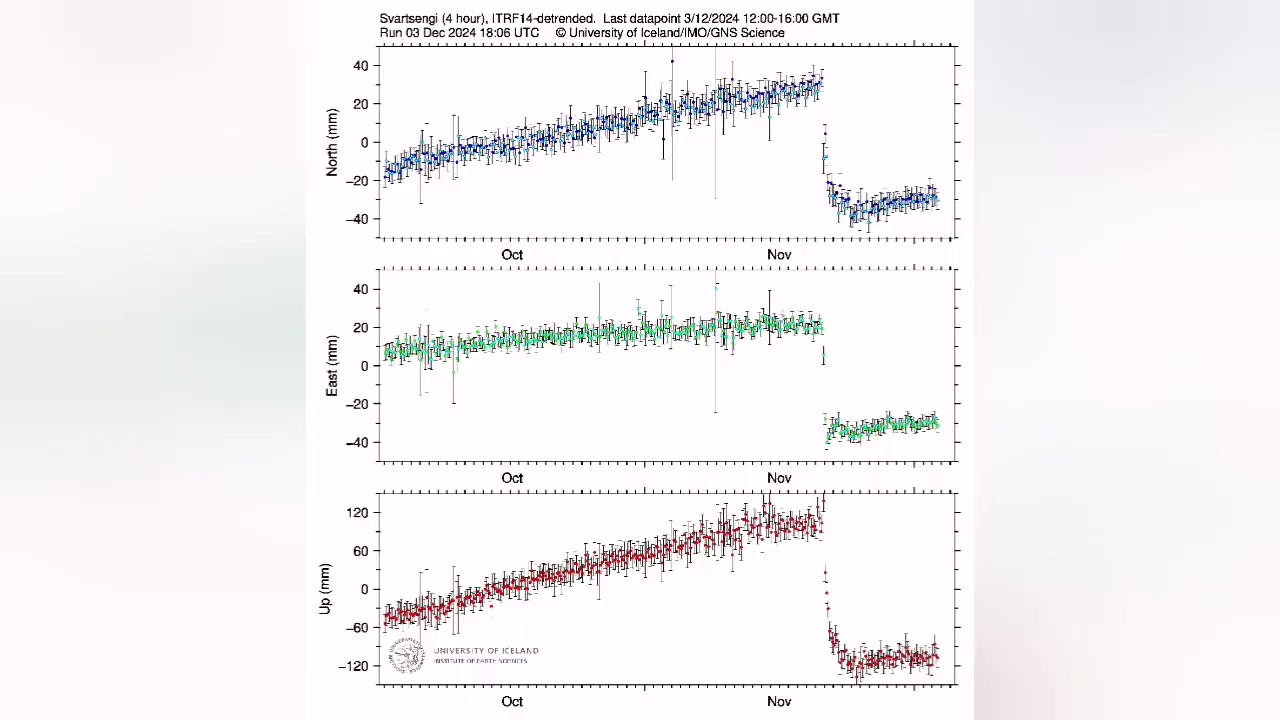 Svartsengi (4 hour), ITRF14-detrended. Last datapoint 3/12/2024 12:00-16:00 GMT
Run 03 Dec 2024 18:06 UTC © University of Iceland/IMO/GNS Science
North (mm)
40
20
0
−20
−40
Oct Nov
East (mm)
40
20
0
−20
−40
Oct Nov
Up (mm)
120
60
0
−60
−120
UNIVERSITY OF ICELAND
INSTITUTE OF EARTH SCIENCES
Oct Nov